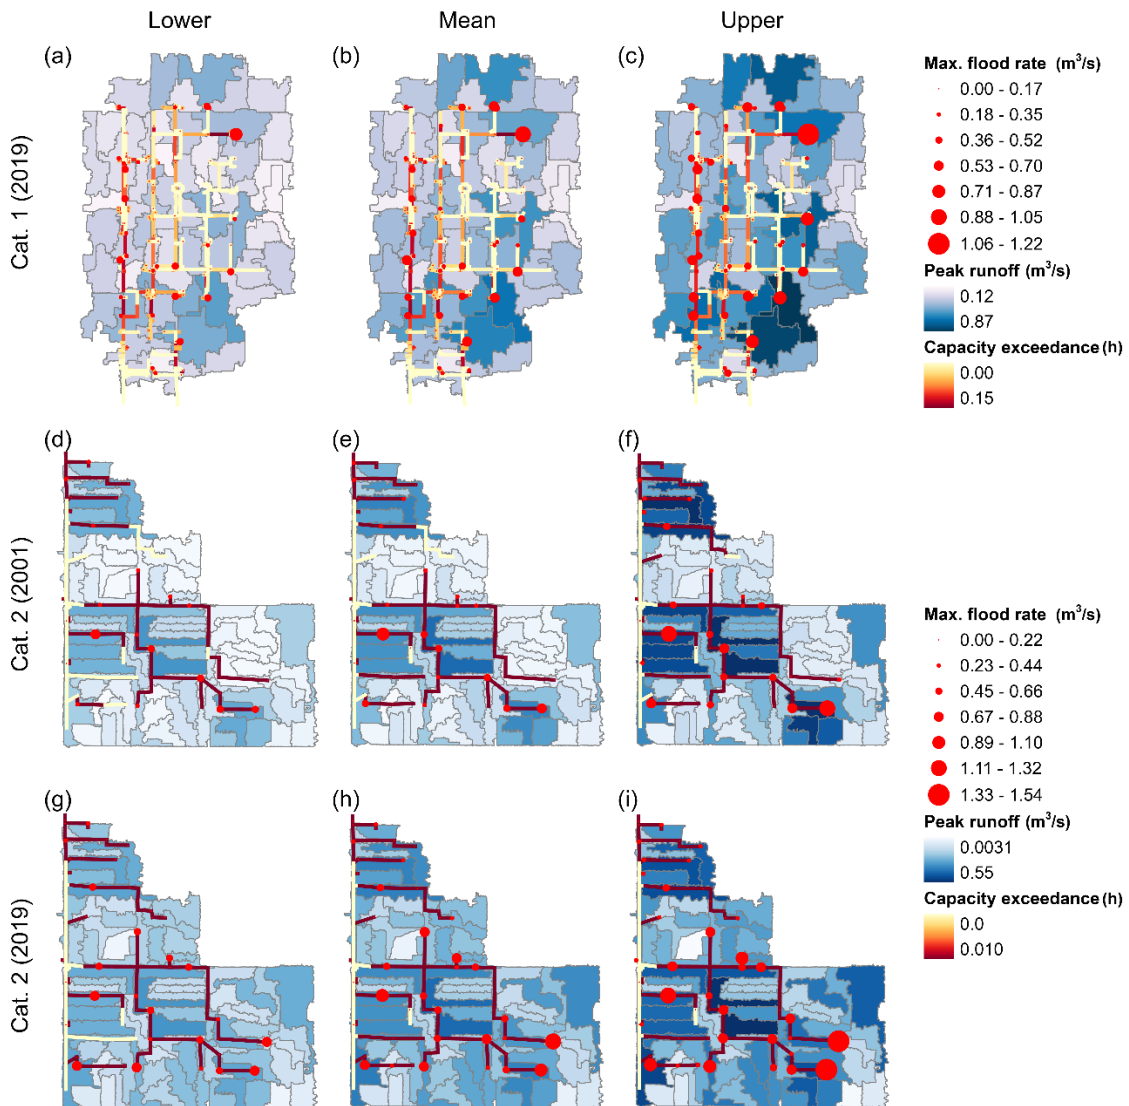 Lower Mean Upper
(a) (b) (c)
Cat. 1 (2019)
Max. flood rate (m³/s)
0.00 - 0.17
0.18 - 0.35
0.36 - 0.52
0.53 - 0.70
0.71 - 0.87
0.88 - 1.05
1.06 - 1.22
Peak runoff (m³/s)
0.12
0.87
Capacity exceedance (h)
0.00
0.15
(d) (e) (f)
Cat. 2 (2001)
(g) (h) (i)
Cat. 2 (2019)
Max. flood rate (m³/s)
0.00 - 0.22
0.23 - 0.44
0.45 - 0.66
0.67 - 0.88
0.89 - 1.10
1.11 - 1.32
1.33 - 1.54
Peak runoff (m³/s)
0.0031
0.55
Capacity exceedance (h)
0.0
0.010